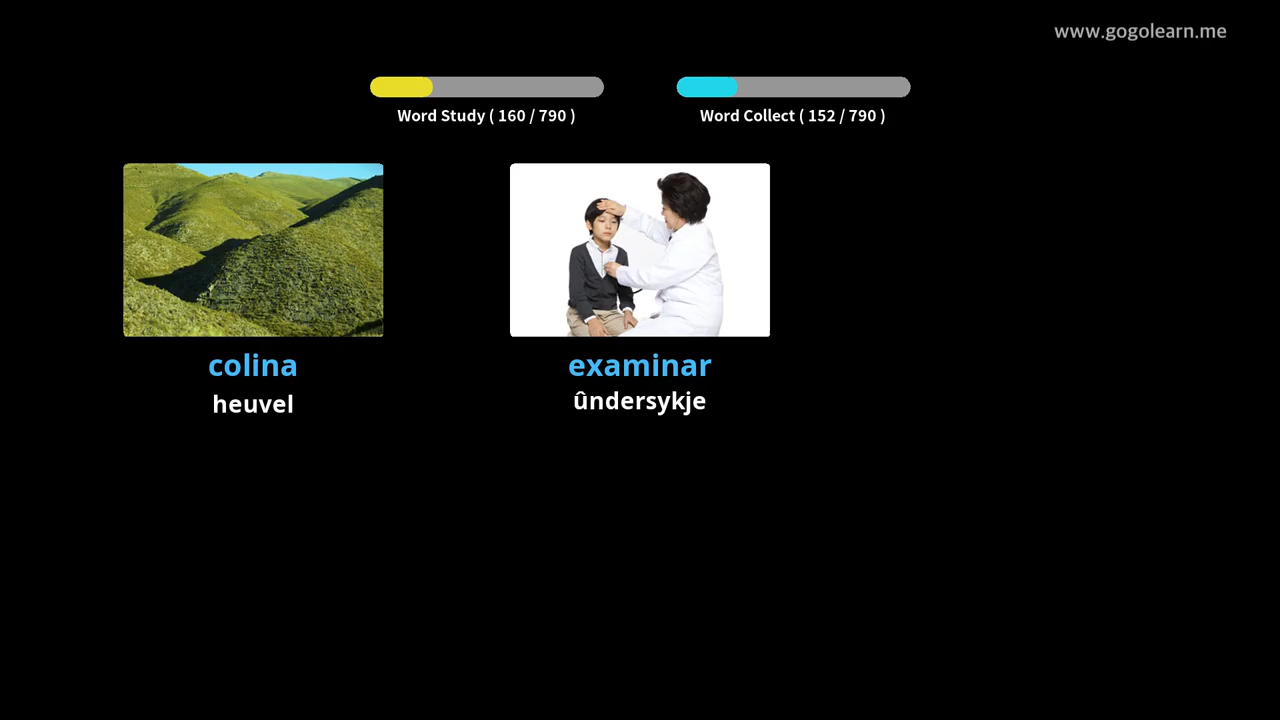 www.gogolearn.me
Word Study ( 160 / 790 )
Word Collect ( 152 / 790 )
colina
heuvel
examinar
ûndersykje